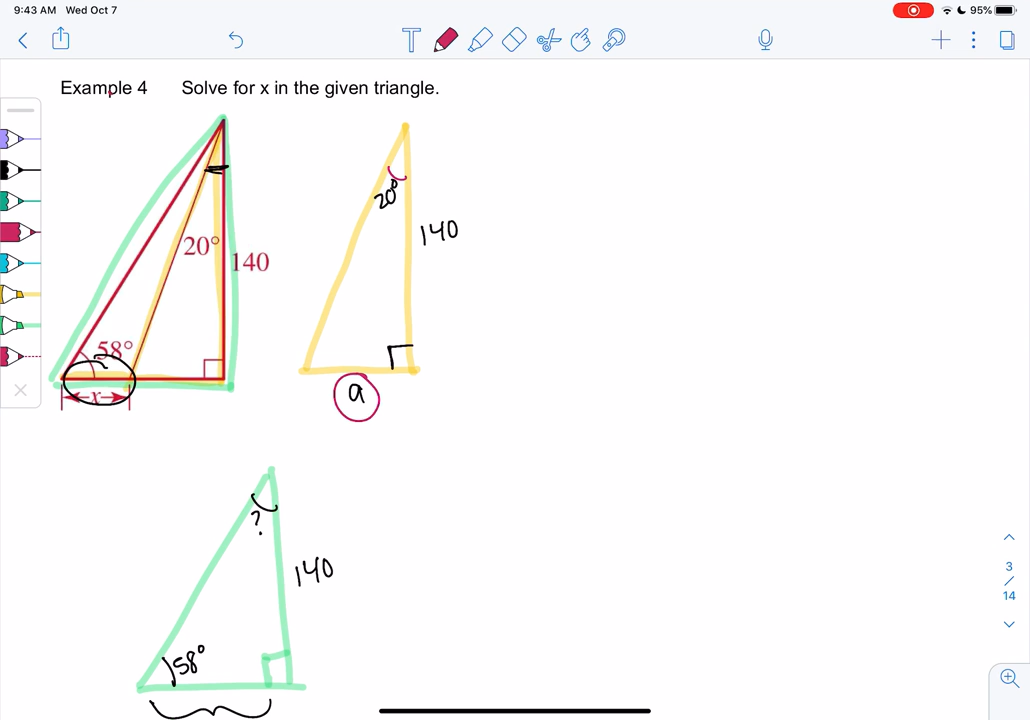 9:43 AM Wed Oct 7
95%
T
Example 4 Solve for x in the given triangle.
20°
140
58°
x
20°
140
a
?
140
58°
3
/
14